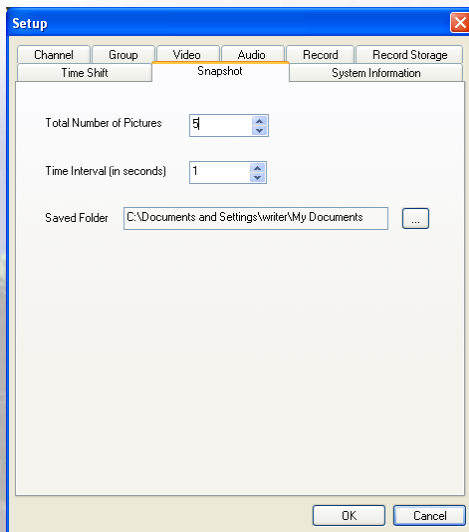 Setup
Channel Group Video Audio Record Record Storage
Time Shift Snapshot System Information
Total Number of Pictures 5
Time Interval (in seconds) 1
Saved Folder C:\Documents and Settings\writer\My Documents ...
OK Cancel